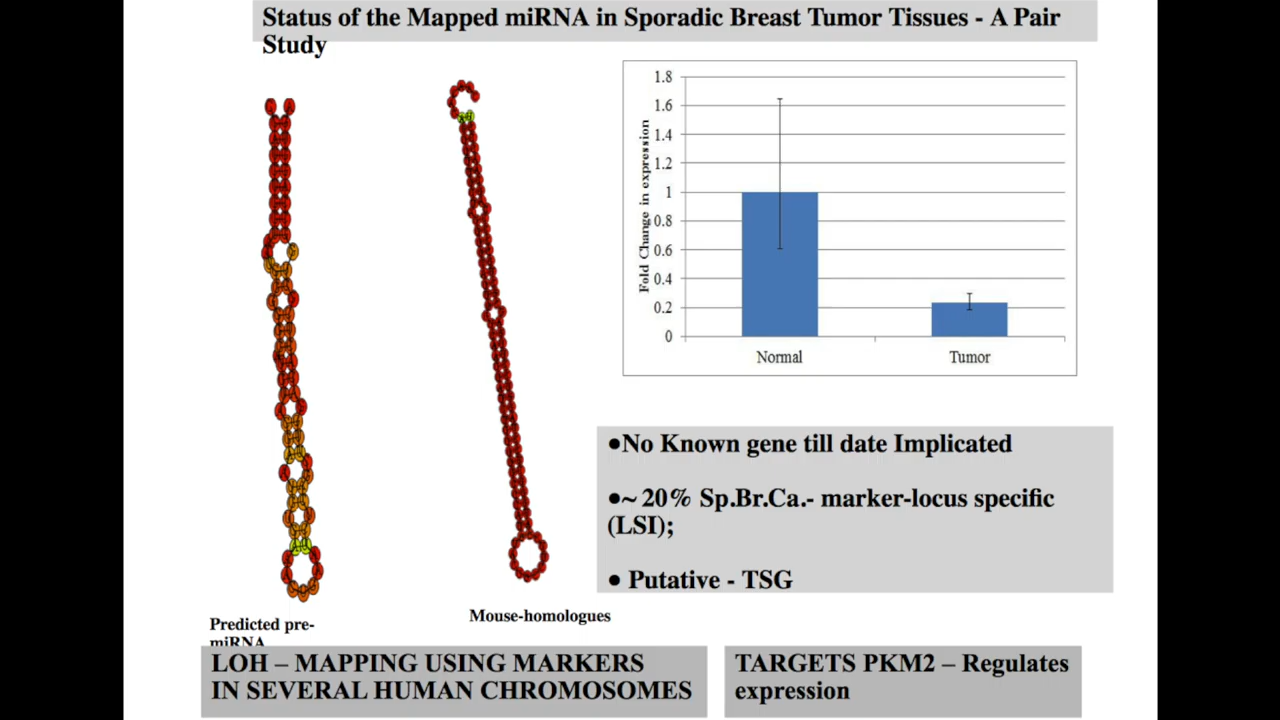 Status of the Mapped miRNA in Sporadic Breast Tumor Tissues - A Pair
Study
1.8
1.6
1.4
1.2
1
0.8
0.6
0.4
0.2
0
Fold Change in expression
Normal
Tumor
●No Known gene till date Implicated
●~ 20% Sp.Br.Ca.- marker-locus specific
(LSI);
● Putative - TSG
Predicted pre-
miRNA
Mouse-homologues
LOH – MAPPING USING MARKERS
IN SEVERAL HUMAN CHROMOSOMES
TARGETS PKM2 – Regulates
expression